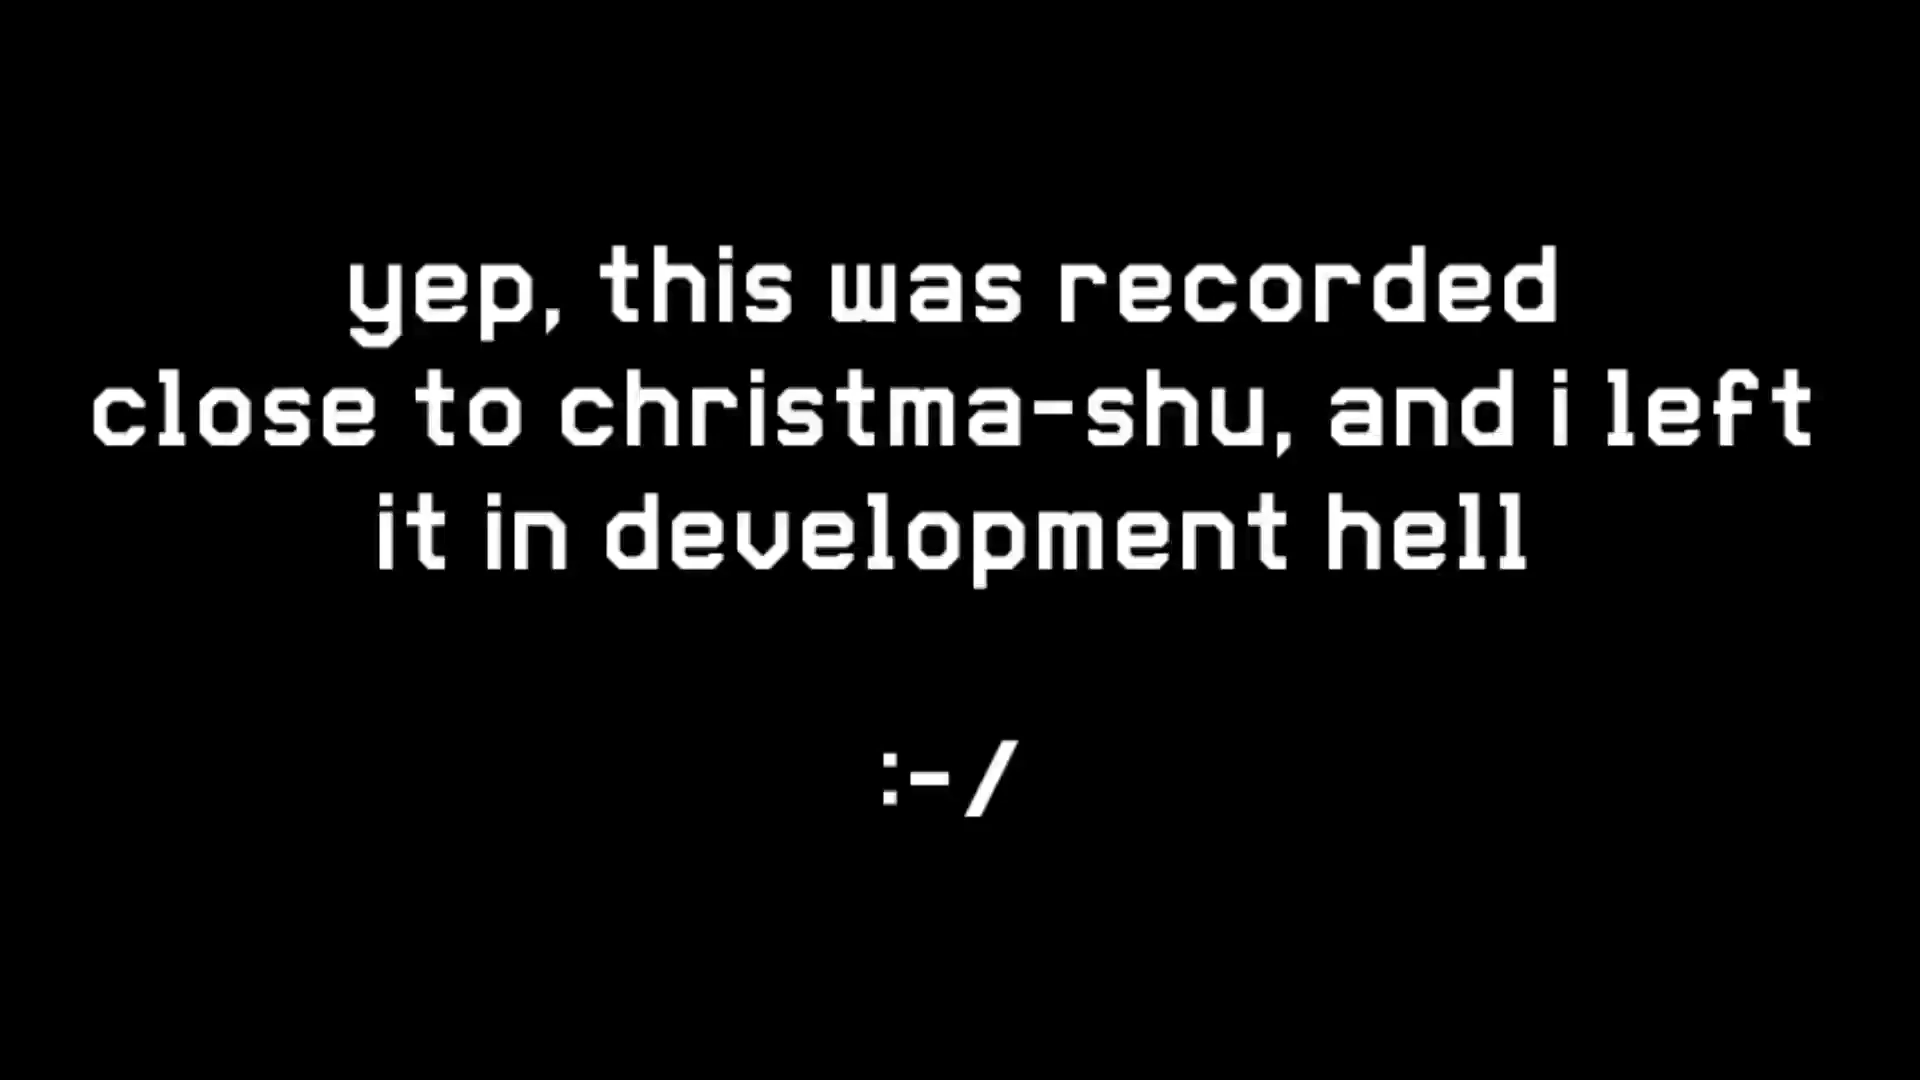 yep, this was recorded
close to christma-shu, and i left
it in development hell
:-/